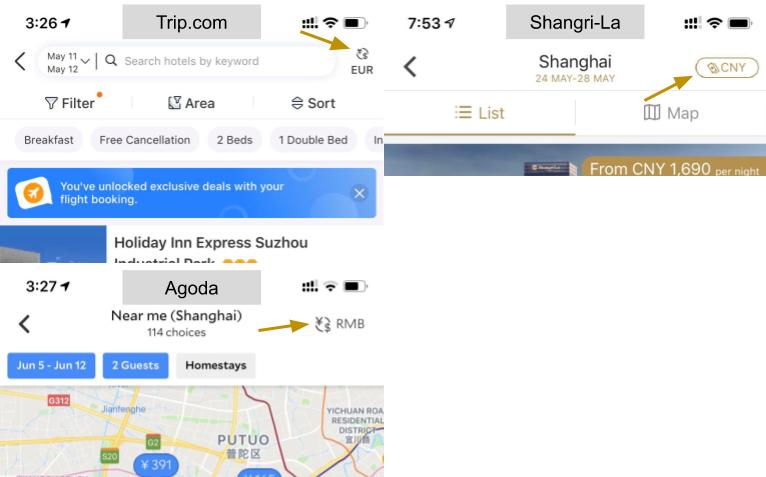 3:26
Trip.com
May 11
May 12
Search hotels by keyword
EUR
Filter
Area
Sort
Breakfast
Free Cancellation
2 Beds
1 Double Bed
In
You've unlocked exclusive deals with your
flight booking.
Holiday Inn Express Suzhou
Industrial Park
7:53
Shangri-La
Shanghai
24 MAY-28 MAY
CNY
List
Map
From CNY 1,690 per night
3:27
Agoda
Near me (Shanghai)
114 choices
RMB
Jun 5 - Jun 12
2 Guests
Homestays
G312
Jianfenghe
YICHUAN ROA
RESIDENTIAL
DISTRICT
宜川路
G2
PUTUO
普陀区
S20
¥ 391